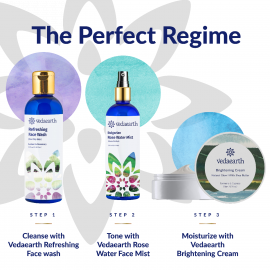 The Perfect Regime
vedaearth
Refreshing
Face Wash
vedaearth
Bulgarian
Rose Water Mist
vedaearth
Brightening Cream
STEP 1
STEP 2
STEP 3
Cleanse with
Vedaearth Refreshing
Face wash
Tone with
Vedaearth Rose
Water Face Mist
Moisturize with
Vedaearth
Brightening Cream